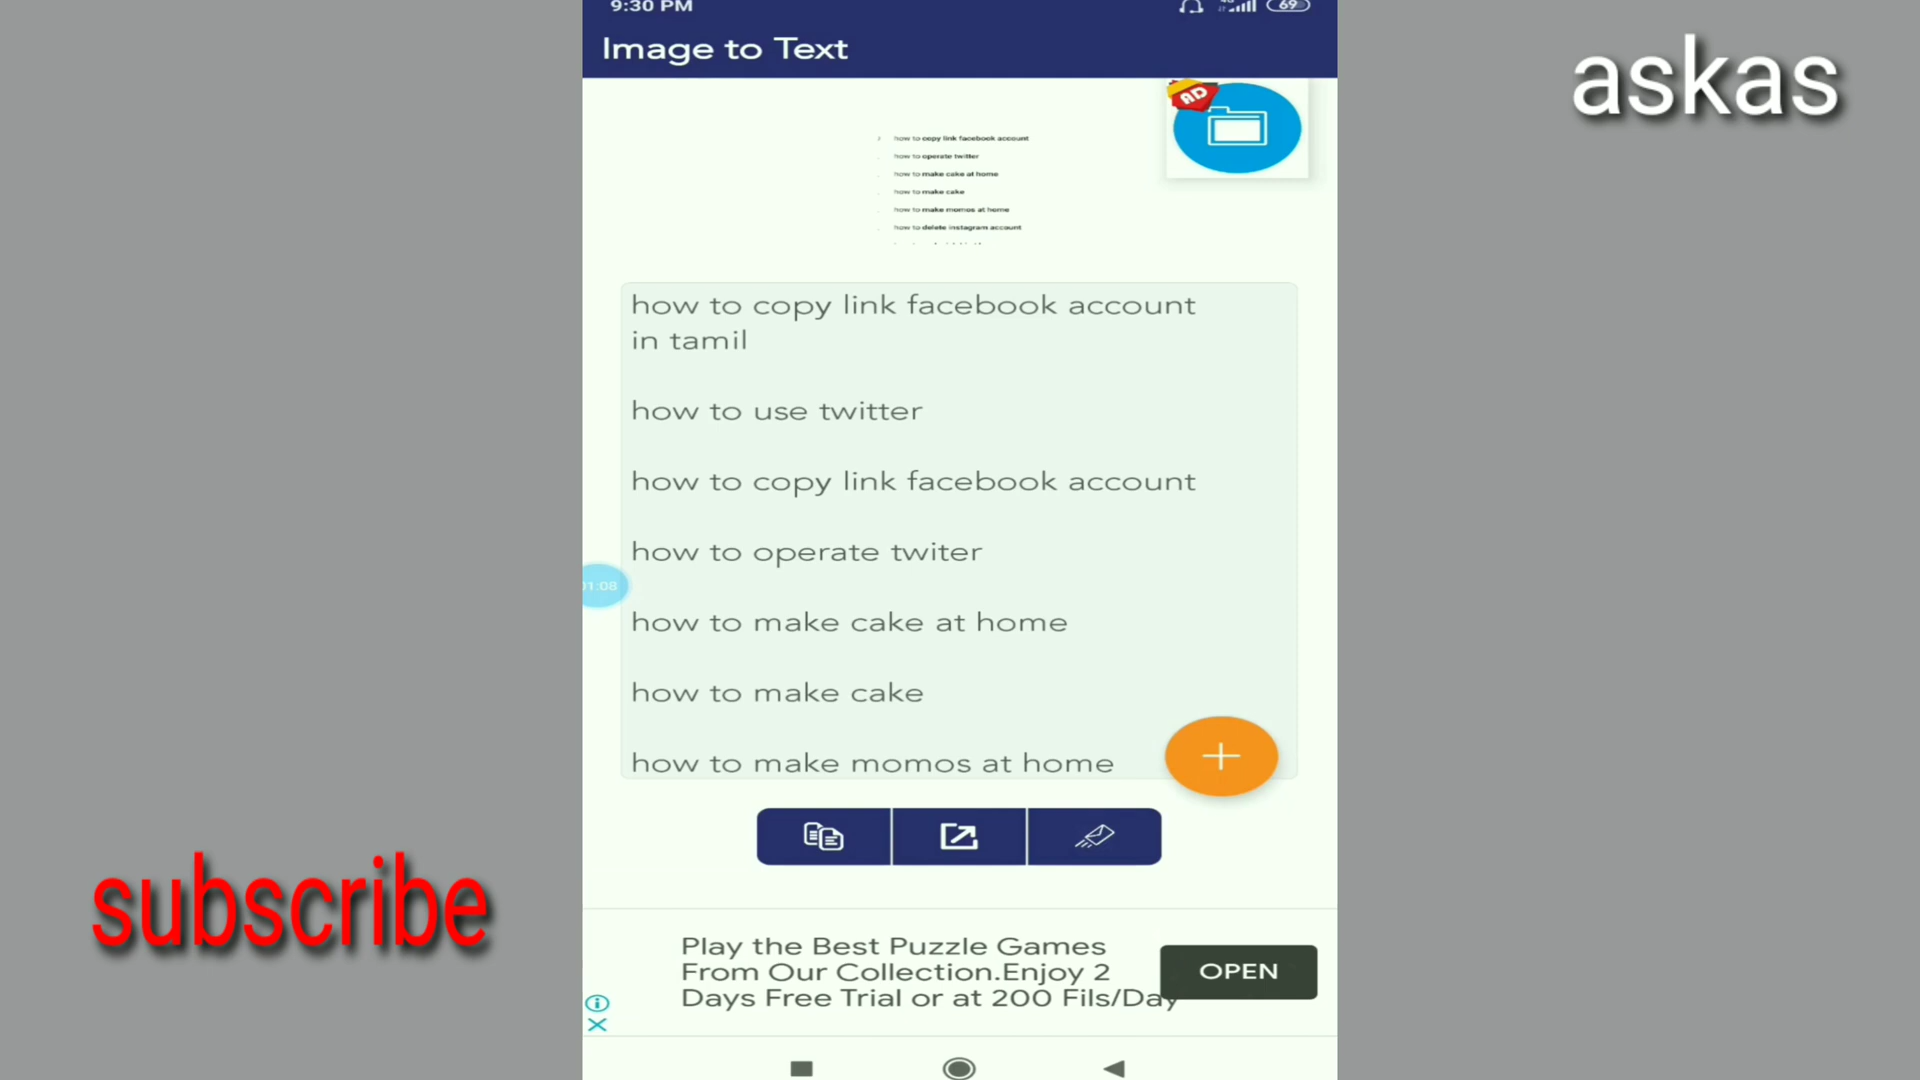 9:30 PM
69
Image to Text
askas
AD
how to copy link facebook account
how to operate twitter
how to make cake at home
how to make cake
how to make momos at home
how to delete instagram account
how to copy link facebook account
in tamil
how to use twitter
how to copy link facebook account
how to operate twiter
01:08
how to make cake at home
how to make cake
how to make momos at home
subscribe
Play the Best Puzzle Games
From Our Collection.Enjoy 2
Days Free Trial or at 200 Fils/Day
OPEN